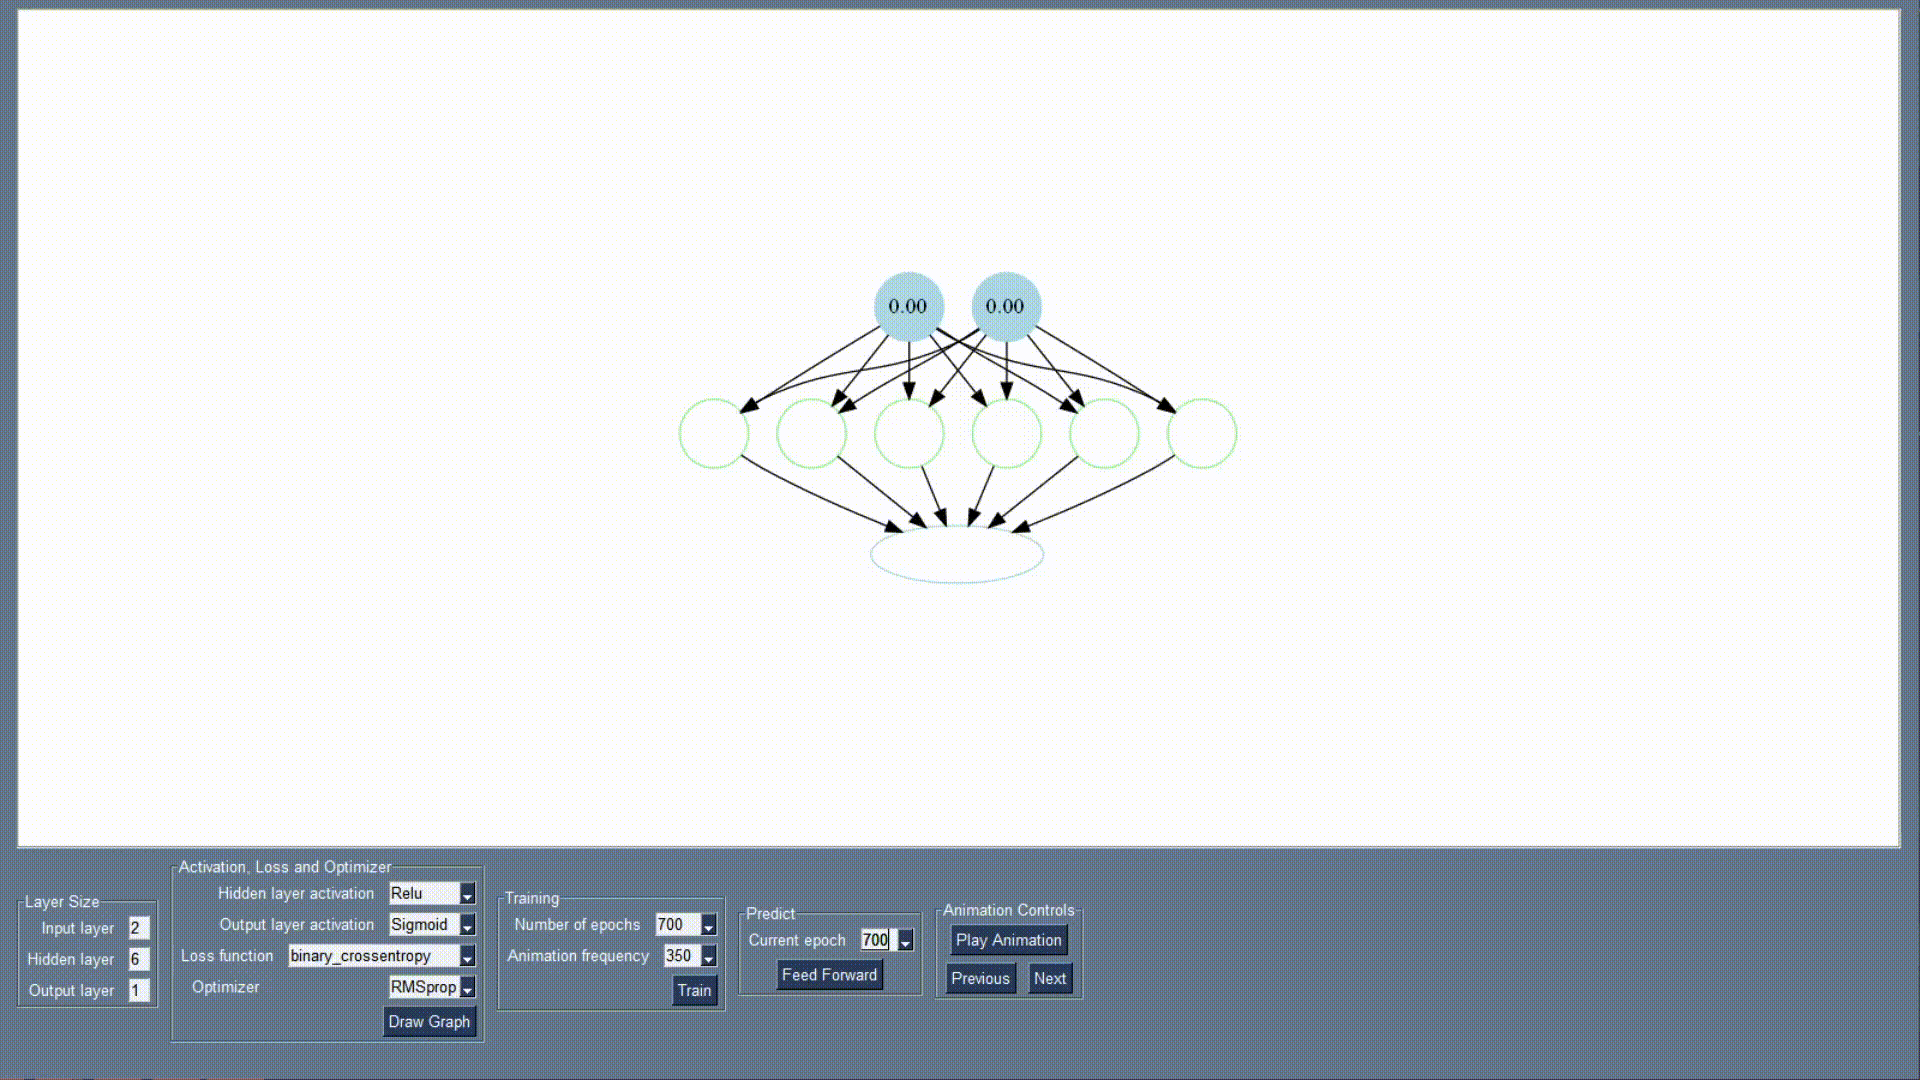 0.00 0.00
Layer Size
Input layer 2
Hidden layer 6
Output layer 1
Activation, Loss and Optimizer
Hidden layer activation Relu
Output layer activation Sigmoid
Loss function binary_crossentropy
Optimizer RMSprop
Draw Graph
Training
Number of epochs 700
Animation frequency 350
Train
Predict
Current epoch 700
Feed Forward
Animation Controls
Play Animation
Previous Next